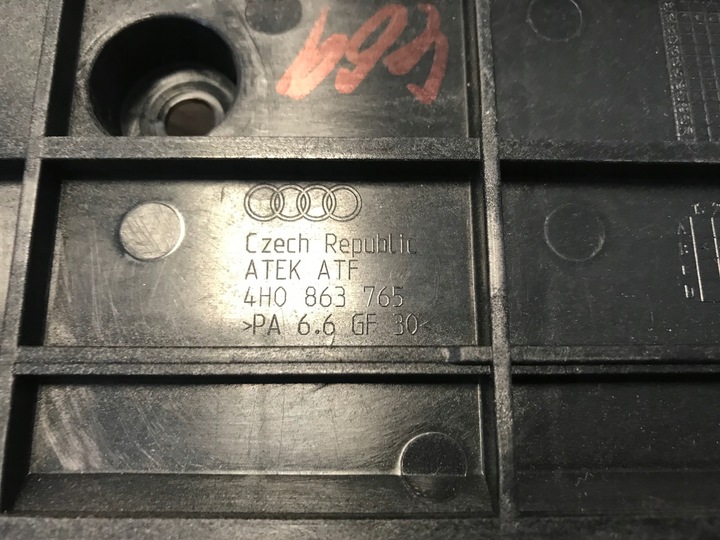 Czech Republic
ATEK ATF
4H0 863 765
>PA 6.6 GF 30<